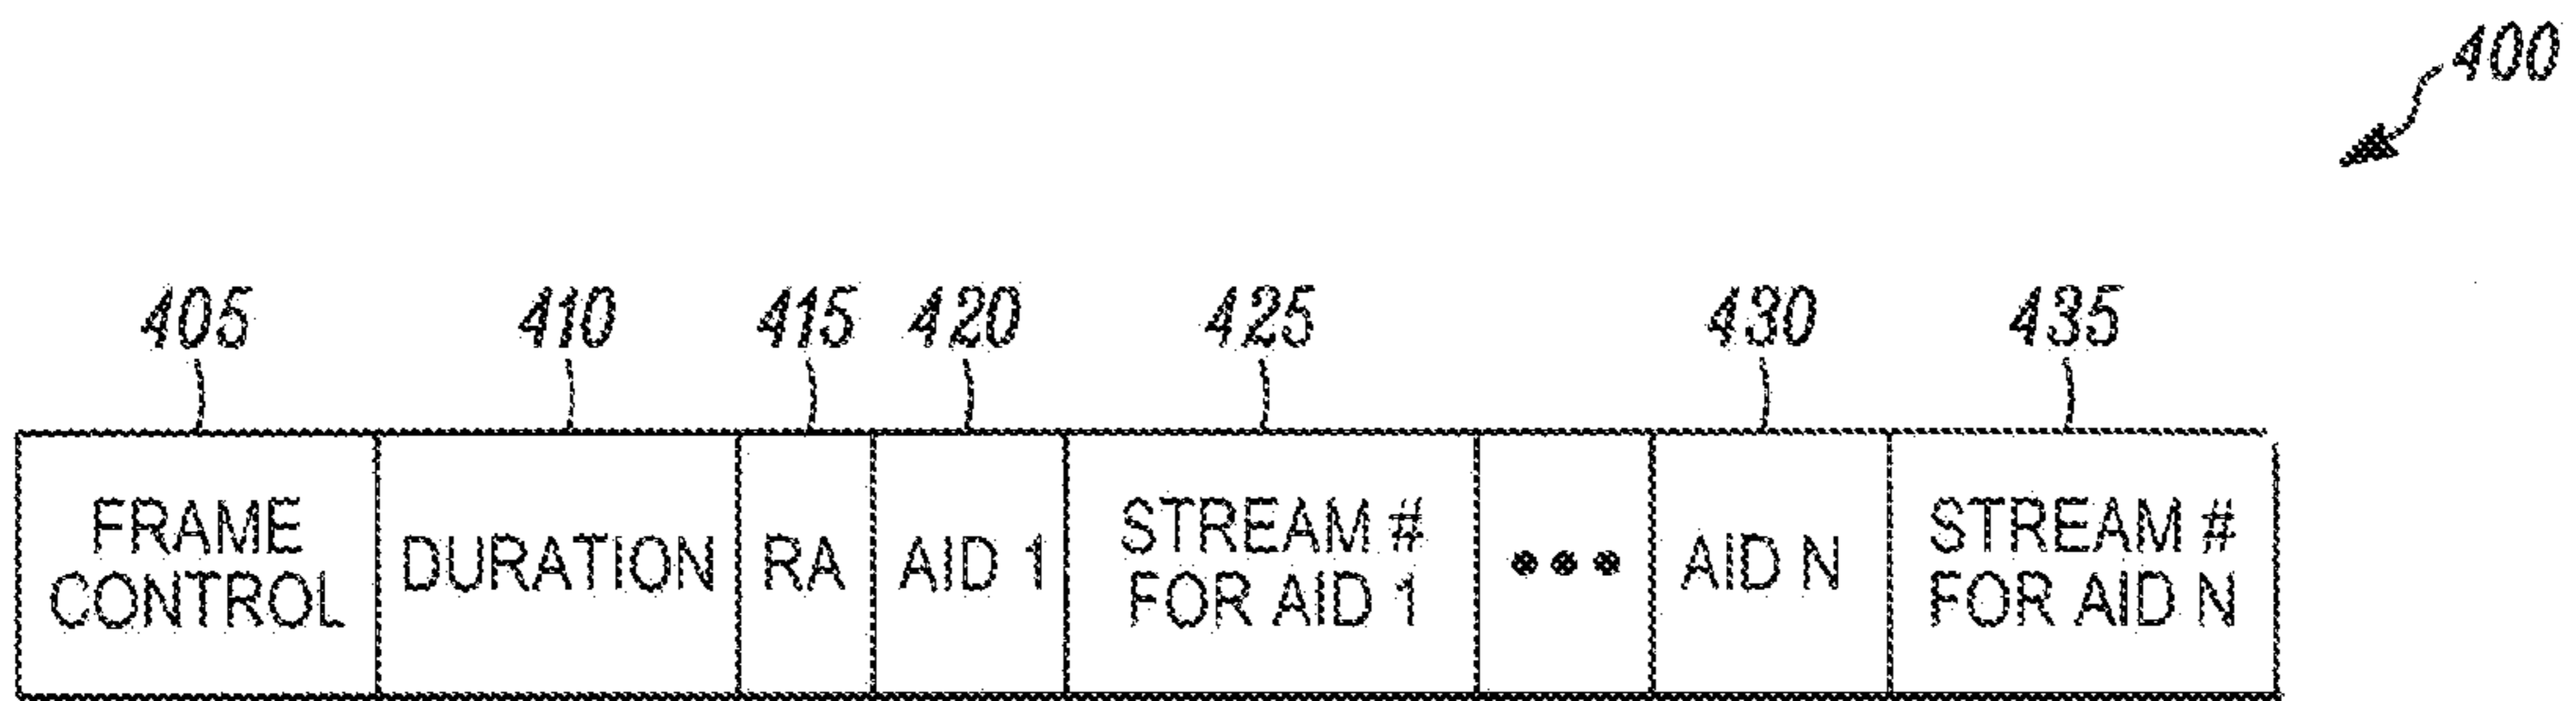 400
405 410 415 420 425 430 435
FRAME CONTROL
DURATION
RA
AID 1
STREAM # FOR AID 1
•••
AID N
STREAM # FOR AID N